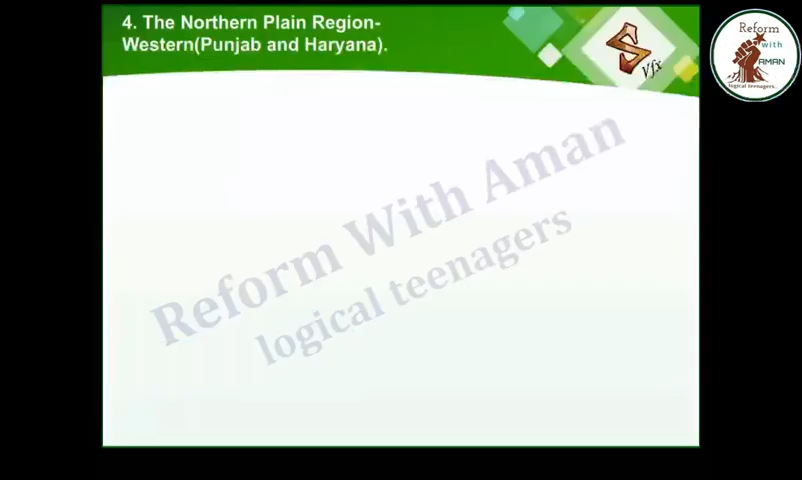 4. The Northern Plain Region-
Western(Punjab and Haryana).
Vfx
Reform
with
AMAN
logical teenagers..
Reform With Aman
logical teenagers